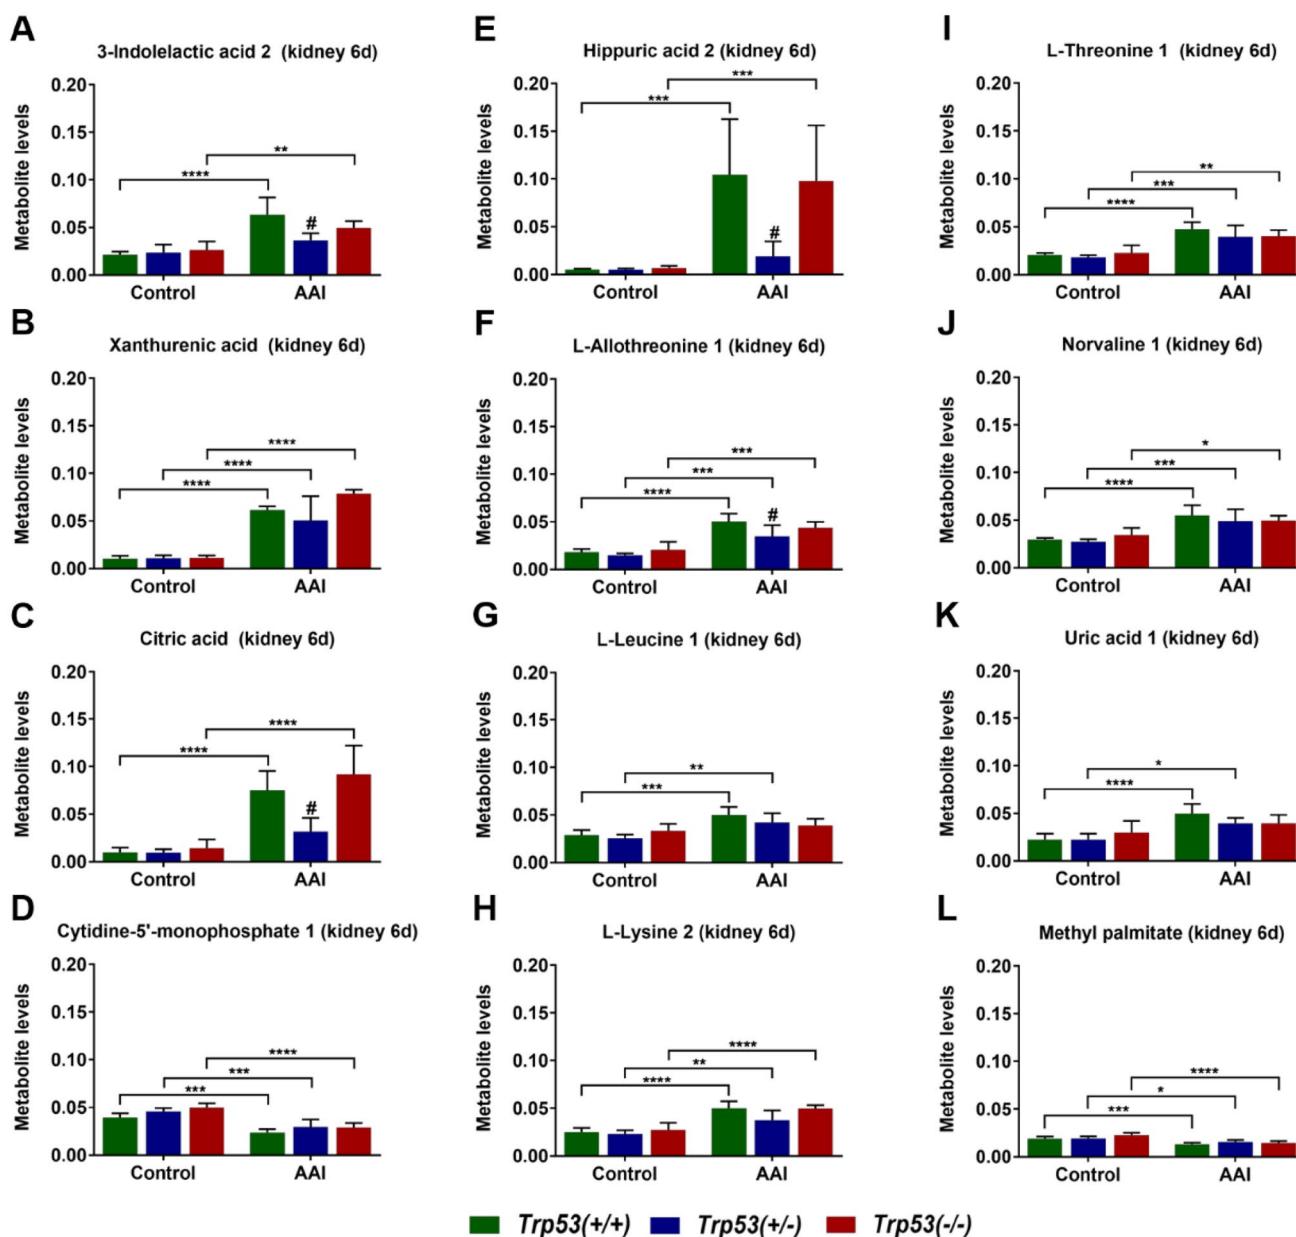 A
3-Indolelactic acid 2 (kidney 6d)
Metabolite levels
0.20
0.15
0.10
0.05
0.00
****
**
#
Control
AAI
B
Xanthurenic acid (kidney 6d)
Metabolite levels
0.20
0.15
0.10
0.05
0.00
****
****
****
Control
AAI
C
Citric acid (kidney 6d)
Metabolite levels
0.20
0.15
0.10
0.05
0.00
****
****
#
Control
AAI
D
Cytidine-5'-monophosphate 1 (kidney 6d)
Metabolite levels
0.20
0.15
0.10
0.05
0.00
****
***
***
Control
AAI
E
Hippuric acid 2 (kidney 6d)
Metabolite levels
0.20
0.15
0.10
0.05
0.00
***
***
#
Control
AAI
F
L-Allothreonine 1 (kidney 6d)
Metabolite levels
0.20
0.15
0.10
0.05
0.00
***
***
****
#
Control
AAI
G
L-Leucine 1 (kidney 6d)
Metabolite levels
0.20
0.15
0.10
0.05
0.00
**
***
Control
AAI
H
L-Lysine 2 (kidney 6d)
Metabolite levels
0.20
0.15
0.10
0.05
0.00
****
**
****
Control
AAI
I
L-Threonine 1 (kidney 6d)
Metabolite levels
0.20
0.15
0.10
0.05
0.00
**
***
****
Control
AAI
J
Norvaline 1 (kidney 6d)
Metabolite levels
0.20
0.15
0.10
0.05
0.00
*
***
****
Control
AAI
K
Uric acid 1 (kidney 6d)
Metabolite levels
0.20
0.15
0.10
0.05
0.00
*
****
Control
AAI
L
Methyl palmitate (kidney 6d)
Metabolite levels
0.20
0.15
0.10
0.05
0.00
****
*
***
Control
AAI
Trp53(+/+) Trp53(+/-) Trp53(-/-)